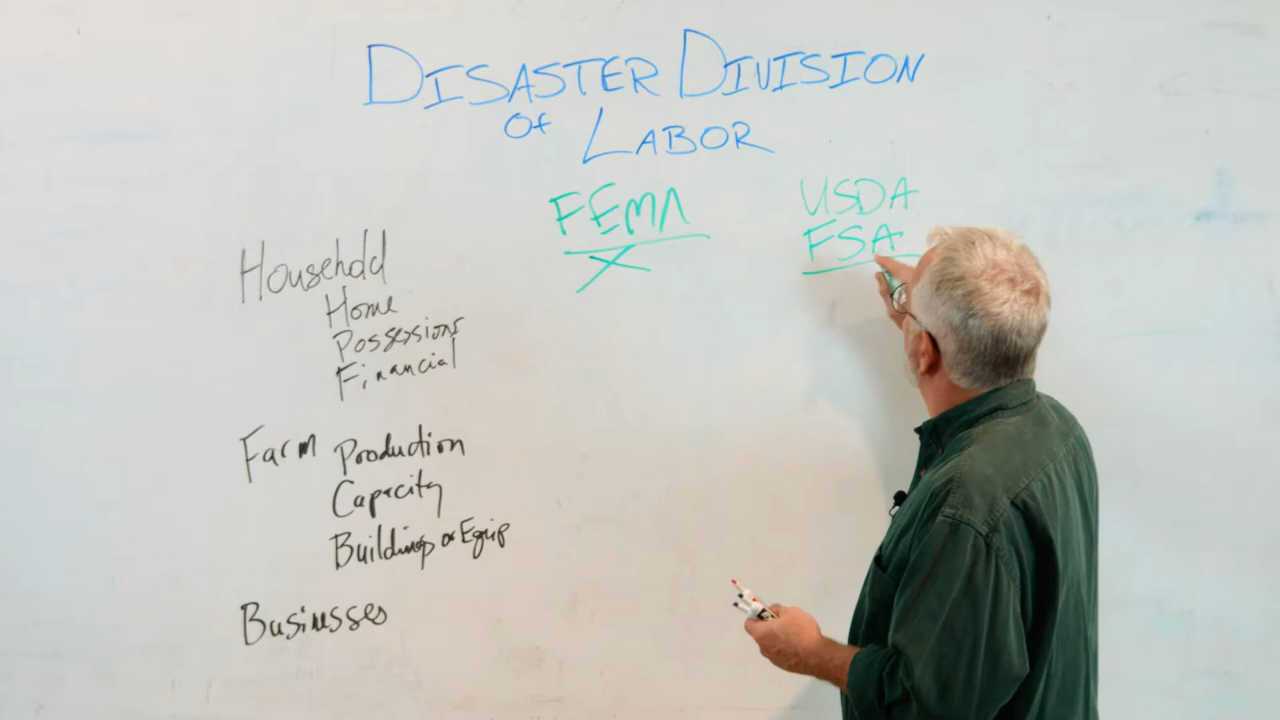 DISASTER DIVISION
OF LABOR
FEMA
X
USDA
FSA
Household
Home
Possessions
Financial
Farm Production
Capacity
Buildings or Equip
Businesses